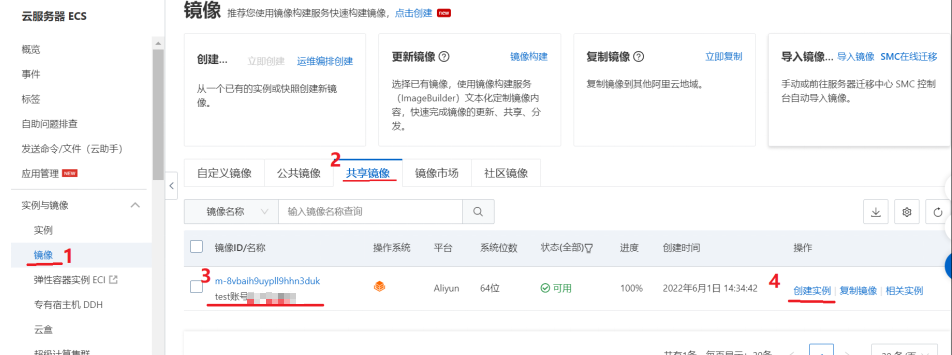 云服务器 ECS
镜像 推荐您使用镜像构建服务快速构建镜像，点击创建 new
概览
事件
标签
自助问题排查
发送命令/文件（云助手）
应用管理 NEW
实例与镜像
实例
镜像 1
弹性容器实例 ECI
专有宿主机 DDH
云盒
超级计算集群
创建... 立即创建 运维编排创建
从一个已有的实例或快照创建新镜
像。
更新镜像 镜像构建
选择已有镜像，使用镜像构建服务
（ImageBuilder）文本化定制镜像内
容，快速完成镜像的更新、共享、分
发。
复制镜像 立即复制
复制镜像到其他阿里云地域。
导入镜像... 导入镜像 SMC在线迁移
手动或前往服务器迁移中心 SMC 控制
台自动导入镜像。
2
自定义镜像 公共镜像 共享镜像 镜像市场 社区镜像
镜像名称 输入镜像名称查询
镜像ID/名称 操作系统 平台 系统位数 状态(全部) 进度 创建时间 操作
3 m-8vbaih9uypll9hhn3duk Aliyun 64位 可用 100% 2022年6月1日 14:34:42 4 创建实例 复制镜像 相关实例
test账号
共有1条，每页显示：20条 1 20 条/页